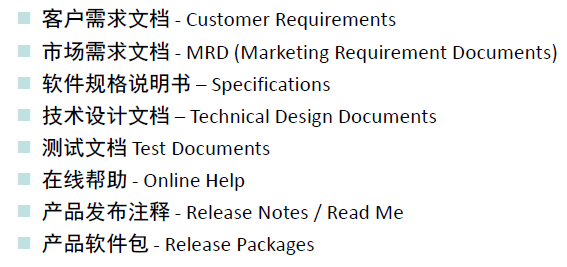 客户需求文档 - Customer Requirements
市场需求文档 - MRD (Marketing Requirement Documents)
软件规格说明书 – Specifications
技术设计文档 – Technical Design Documents
测试文档 Test Documents
在线帮助 - Online Help
产品发布注释 - Release Notes / Read Me
产品软件包 - Release Packages